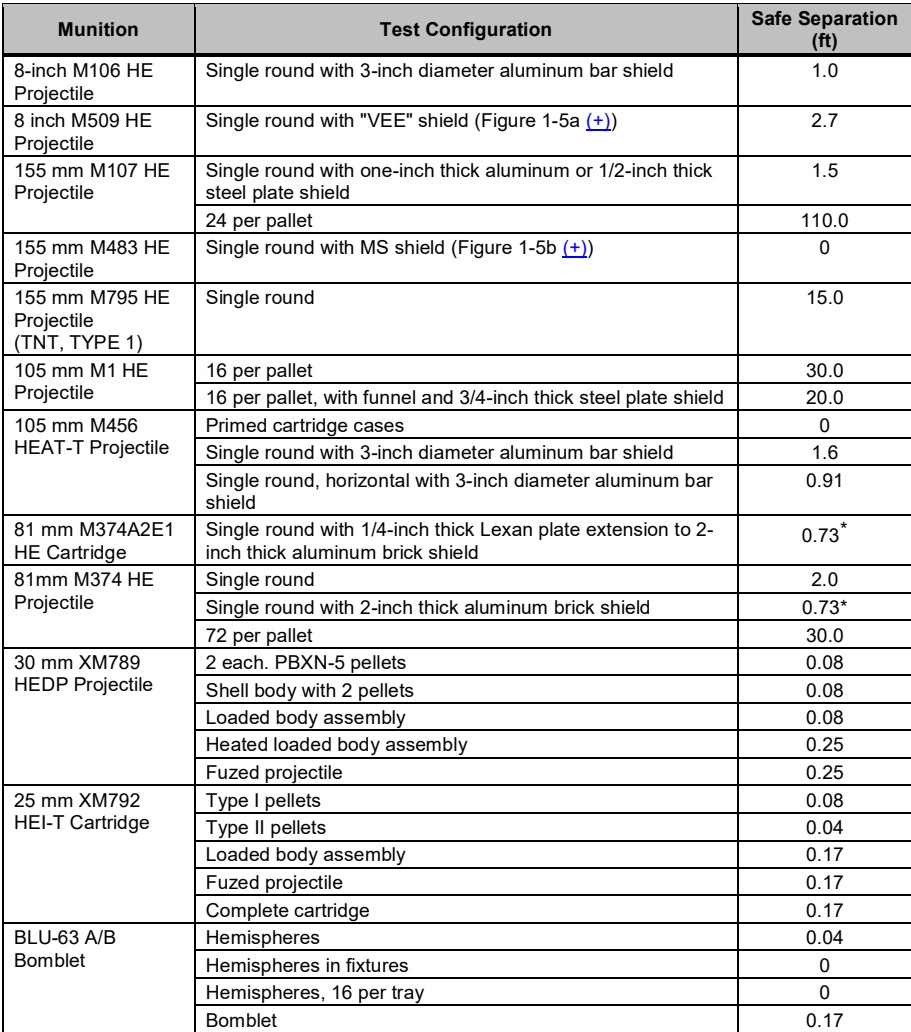 Munition Test Configuration Safe Separation (ft)
8-inch M106 HE Projectile Single round with 3-inch diameter aluminum bar shield 1.0
8 inch M509 HE Projectile Single round with "VEE" shield (Figure 1-5a (+)) 2.7
155 mm M107 HE Projectile Single round with one-inch thick aluminum or 1/2-inch thick steel plate shield 1.5
24 per pallet 110.0
155 mm M483 HE Projectile Single round with MS shield (Figure 1-5b (+)) 0
155 mm M795 HE Projectile (TNT, TYPE 1) Single round 15.0
105 mm M1 HE Projectile 16 per pallet 30.0
16 per pallet, with funnel and 3/4-inch thick steel plate shield 20.0
105 mm M456 HEAT-T Projectile Primed cartridge cases 0
Single round with 3-inch diameter aluminum bar shield 1.6
Single round, horizontal with 3-inch diameter aluminum bar shield 0.91
81 mm M374A2E1 HE Cartridge Single round with 1/4-inch thick Lexan plate extension to 2-inch thick aluminum brick shield 0.73*
81mm M374 HE Projectile Single round 2.0
Single round with 2-inch thick aluminum brick shield 0.73*
72 per pallet 30.0
30 mm XM789 HEDP Projectile 2 each. PBXN-5 pellets 0.08
Shell body with 2 pellets 0.08
Loaded body assembly 0.08
Heated loaded body assembly 0.25
Fuzed projectile 0.25
25 mm XM792 HEI-T Cartridge Type I pellets 0.08
Type II pellets 0.04
Loaded body assembly 0.17
Fuzed projectile 0.17
Complete cartridge 0.17
BLU-63 A/B Bomblet Hemispheres 0.04
Hemispheres in fixtures 0
Hemispheres, 16 per tray 0
Bomblet 0.17